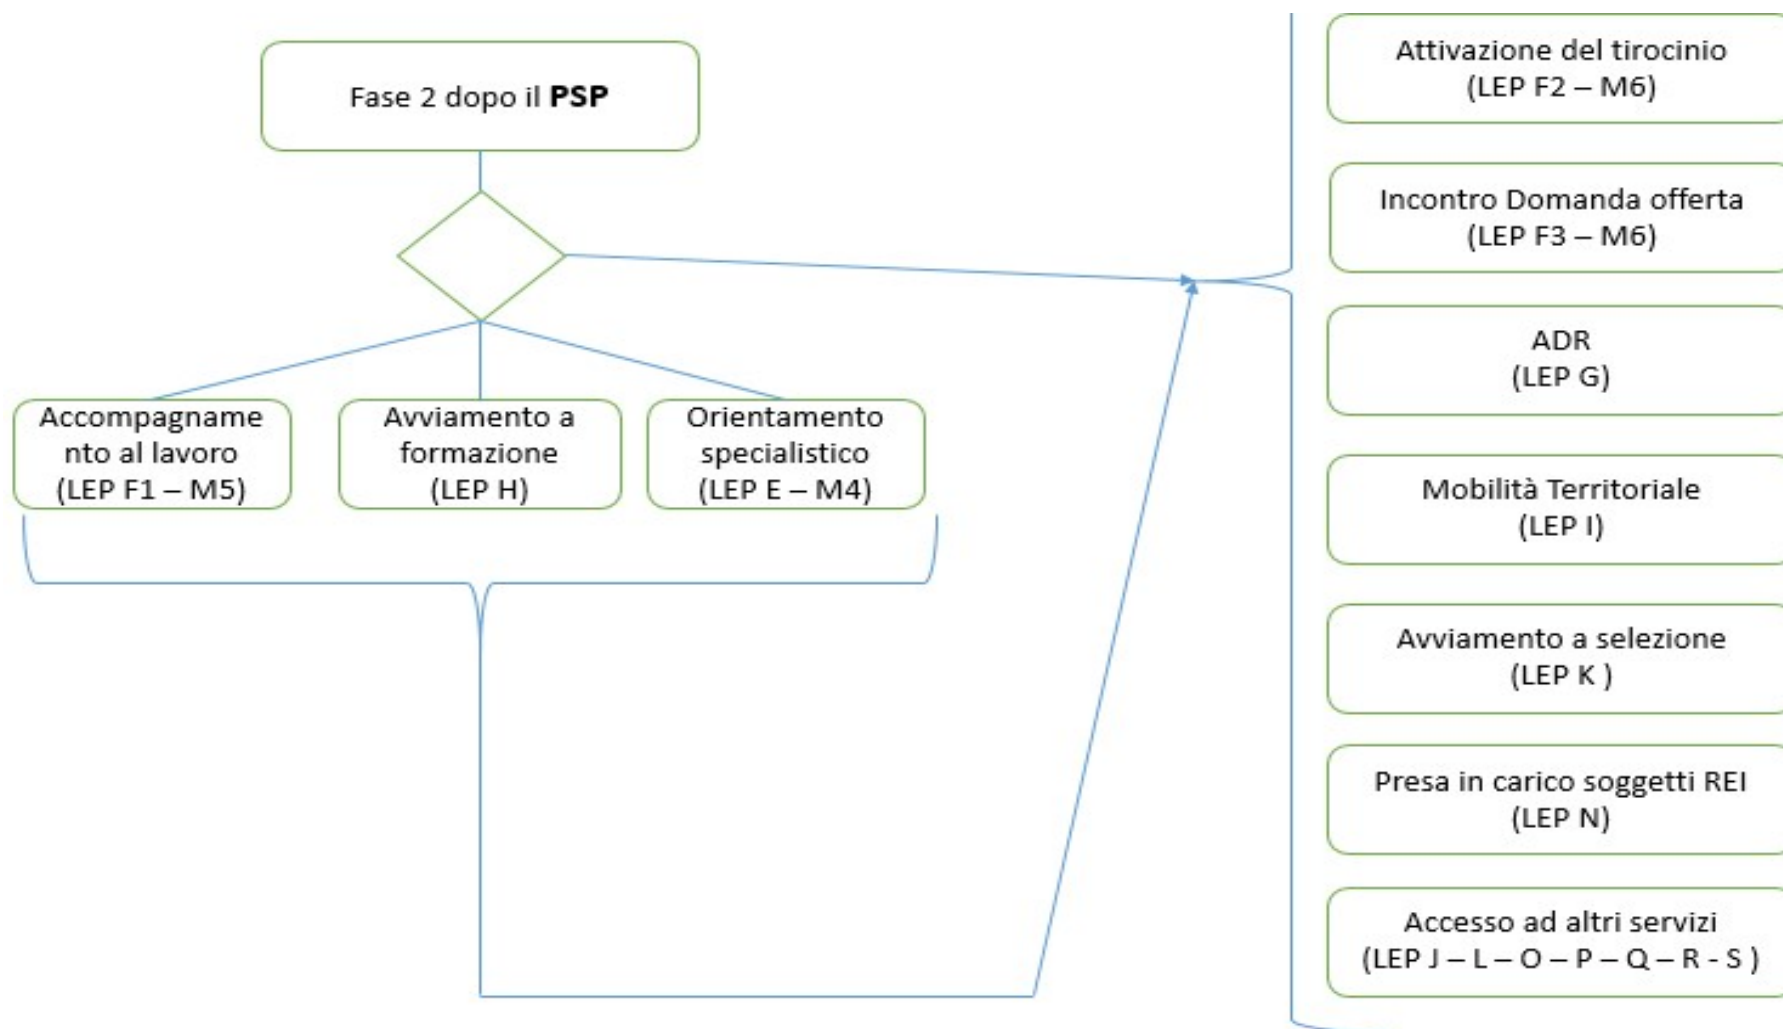 Fase 2 dopo il PSP
Accompagname
nto al lavoro
(LEP F1 – M5)
Avviamento a
formazione
(LEP H)
Orientamento
specialistico
(LEP E – M4)
Attivazione del tirocinio
(LEP F2 – M6)
Incontro Domanda offerta
(LEP F3 – M6)
ADR
(LEP G)
Mobilità Territoriale
(LEP I)
Avviamento a selezione
(LEP K )
Presa in carico soggetti REI
(LEP N)
Accesso ad altri servizi
(LEP J – L – O – P – Q – R - S )